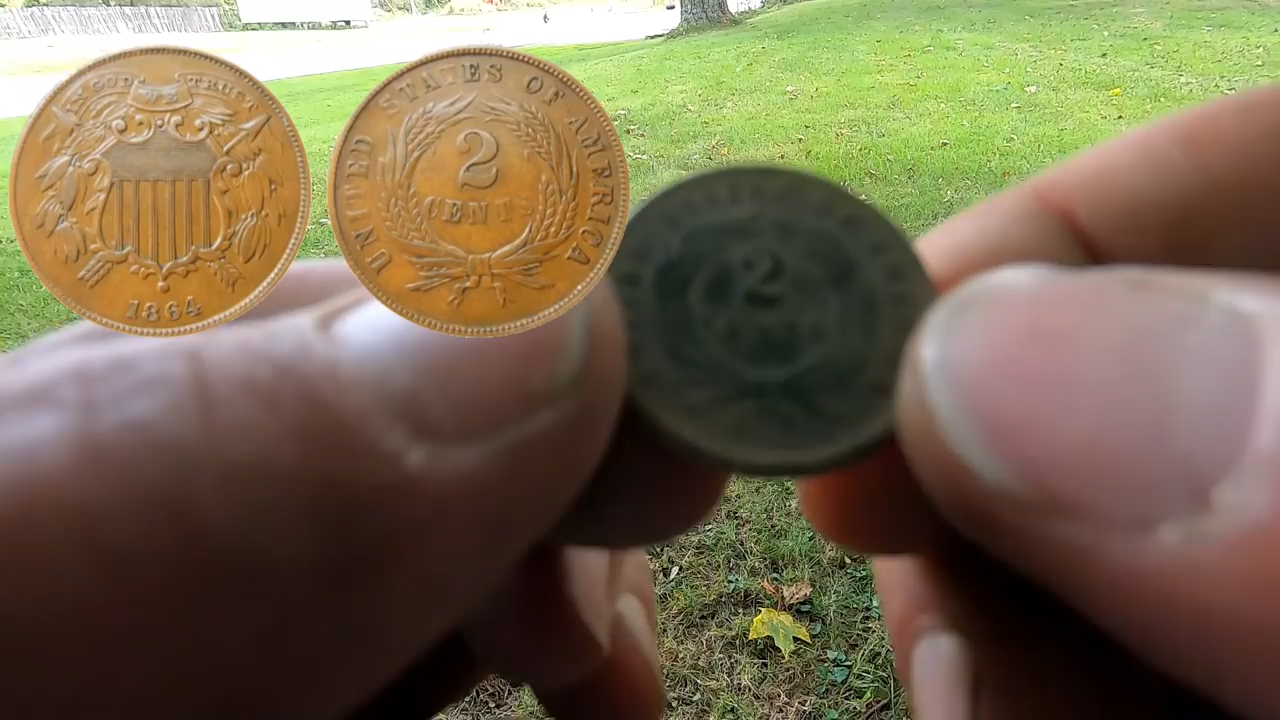 IN GOD WE TRUST
1864
UNITED STATES OF AMERICA
2
CENTS
2